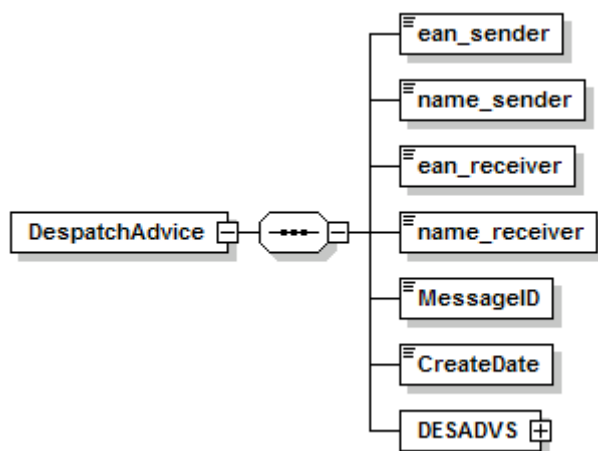 ean_sender
name_sender
ean_receiver
DespatchAdvice
name_receiver
MessageID
CreateDate
DESADVS